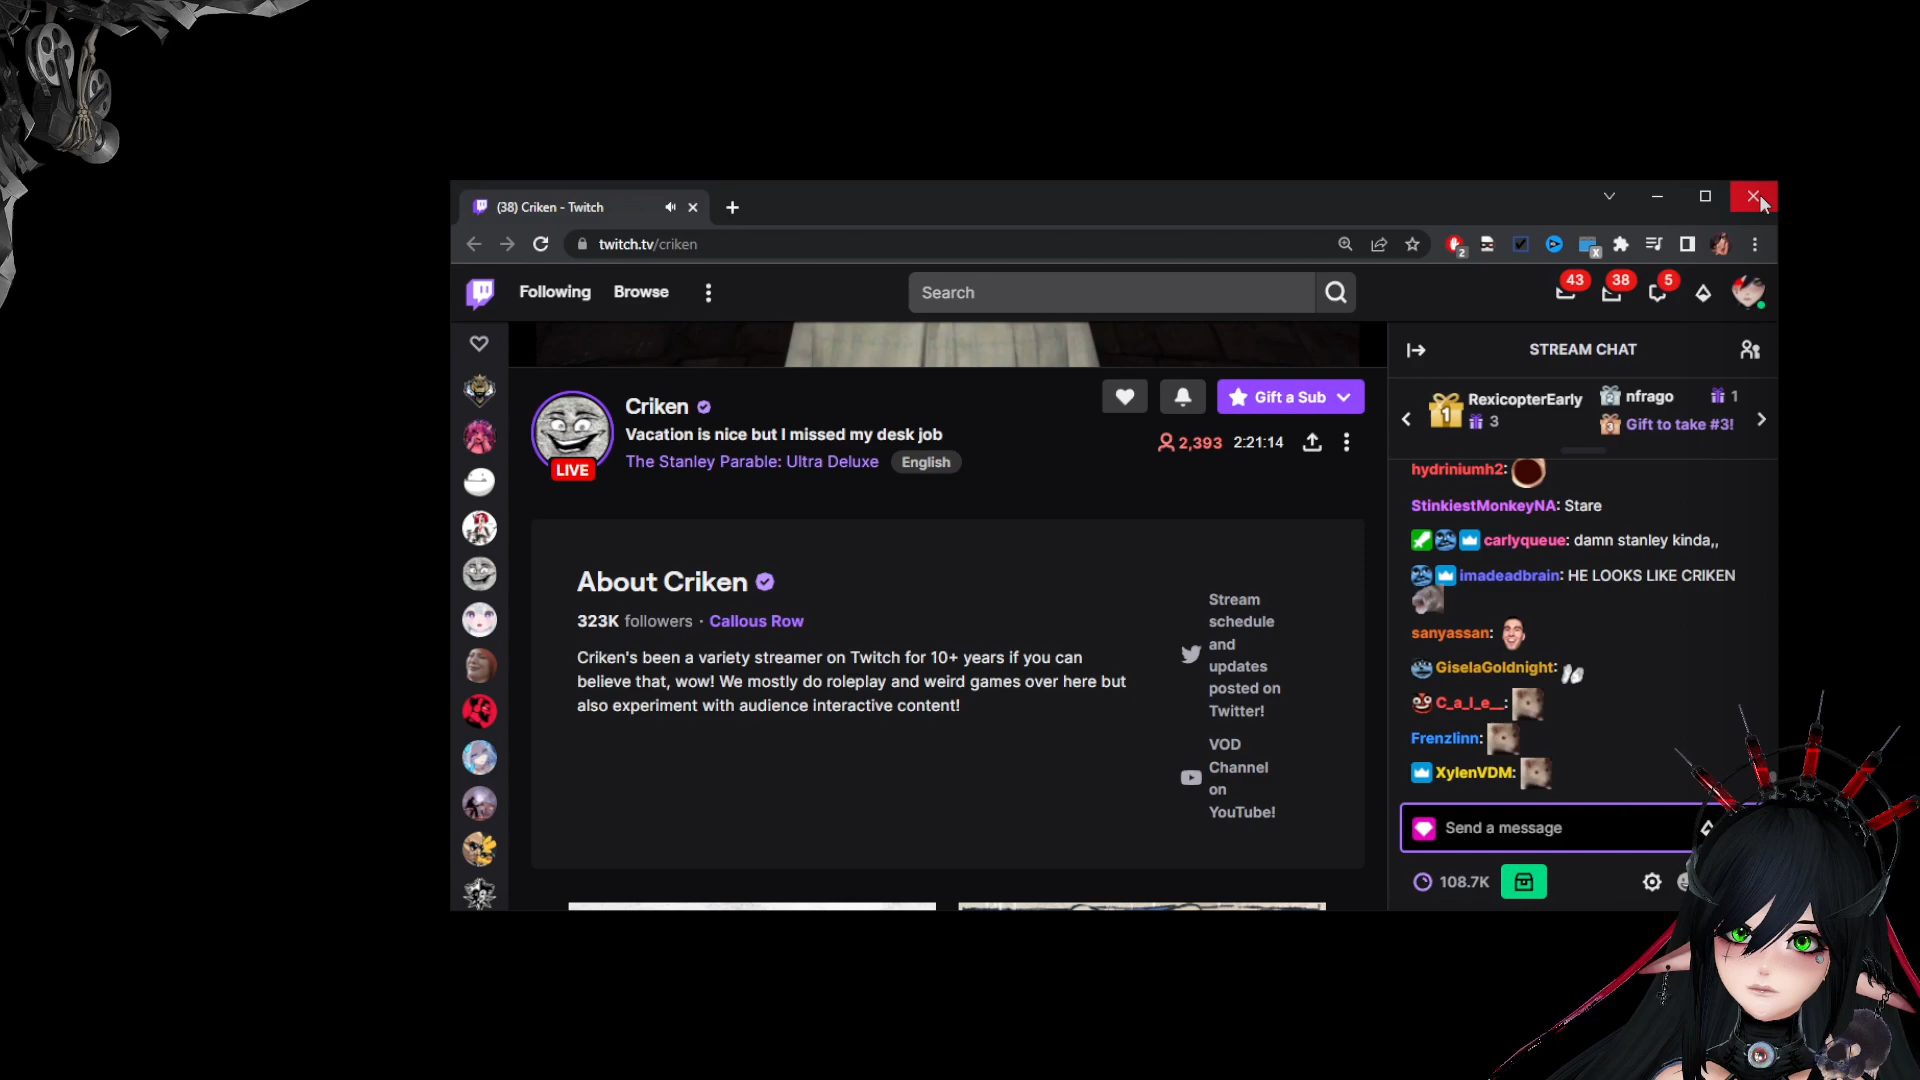 (38) Criken - Twitch
twitch.tv/criken
2
X
Following
Browse
Search
43
38
5
STREAM CHAT
1
RexicopterEarly
3
2
nfrago
1
3
Gift to take #3!
Criken
Vacation is nice but I missed my desk job
The Stanley Parable: Ultra Deluxe
English
LIVE
Gift a Sub
2,393
2:21:14
About Criken
323K followers · Callous Row
Criken's been a variety streamer on Twitch for 10+ years if you can
believe that, wow! We mostly do roleplay and weird games over here but
also experiment with audience interactive content!
Stream
schedule
and
updates
posted on
Twitter!
VOD
Channel
on
YouTube!
hydriniumh2:
StinkiestMonkeyNA: Stare
carlyqueue: damn stanley kinda,,
imadeadbrain: HE LOOKS LIKE CRIKEN
sanyassan:
GiselaGoldnight:
C_a_l_e__:
Frenzlinn:
XylenVDM:
Send a message
108.7K